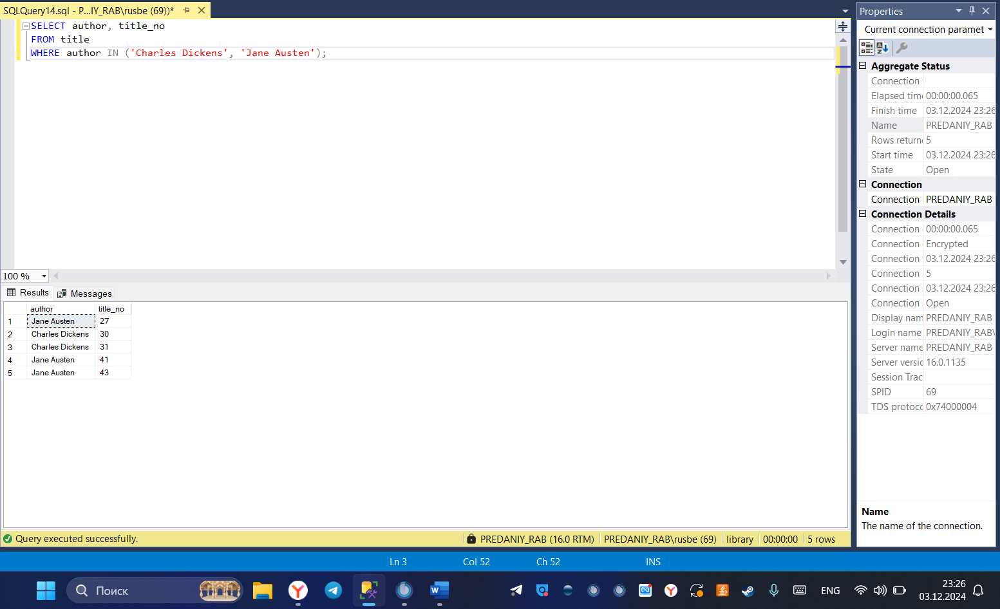 SQLQuery14.sql - P...IY_RAB\rusbe (69))*
SELECT author, title_no
FROM title
WHERE author IN ('Charles Dickens', 'Jane Austen');
100 %
Results
Messages
author title_no
1 Jane Austen 27
2 Charles Dickens 30
3 Charles Dickens 31
4 Jane Austen 41
5 Jane Austen 43
Query executed successfully.
PREDANIY_RAB (16.0 RTM)
PREDANIY_RAB\rusbe (69)
library
00:00:00
5 rows
Properties
Current connection paramet
Aggregate Status
Connection
Elapsed time 00:00:00.065
Finish time 03.12.2024 23:26
Name PREDANIY_RAB
Rows returne 5
Start time 03.12.2024 23:26
State Open
Connection
Connection PREDANIY_RAB
Connection Details
Connection 00:00:00.065
Connection Encrypted
Connection 03.12.2024 23:26
Connection 5
Connection 03.12.2024 23:26
Connection Open
Display nam PREDANIY_RAB
Login name PREDANIY_RAB\
Server name PREDANIY_RAB
Server versic 16.0.1135
Session Trac
SPID 69
TDS protocc 0x74000004
Name
The name of the connection.
Ln 3
Col 52
Ch 52
INS
Поиск
ENG
23:26
03.12.2024